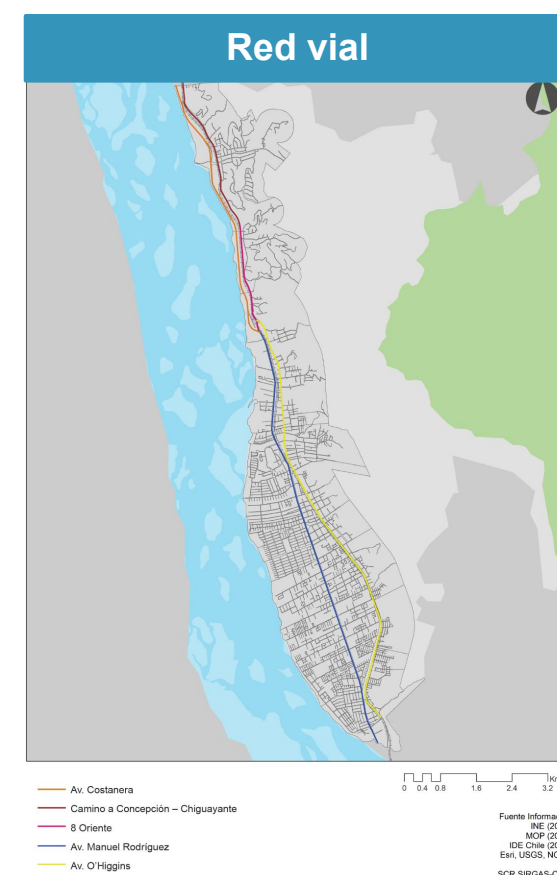 Red vial
Av. Costanera
Camino a Concepción – Chiguayante
8 Oriente
Av. Manuel Rodríguez
Av. O'Higgins
0 0.4 0.8 1.6 2.4 3.2
Fuente
INE
MOP
IDE Chile
Esri, USGS,